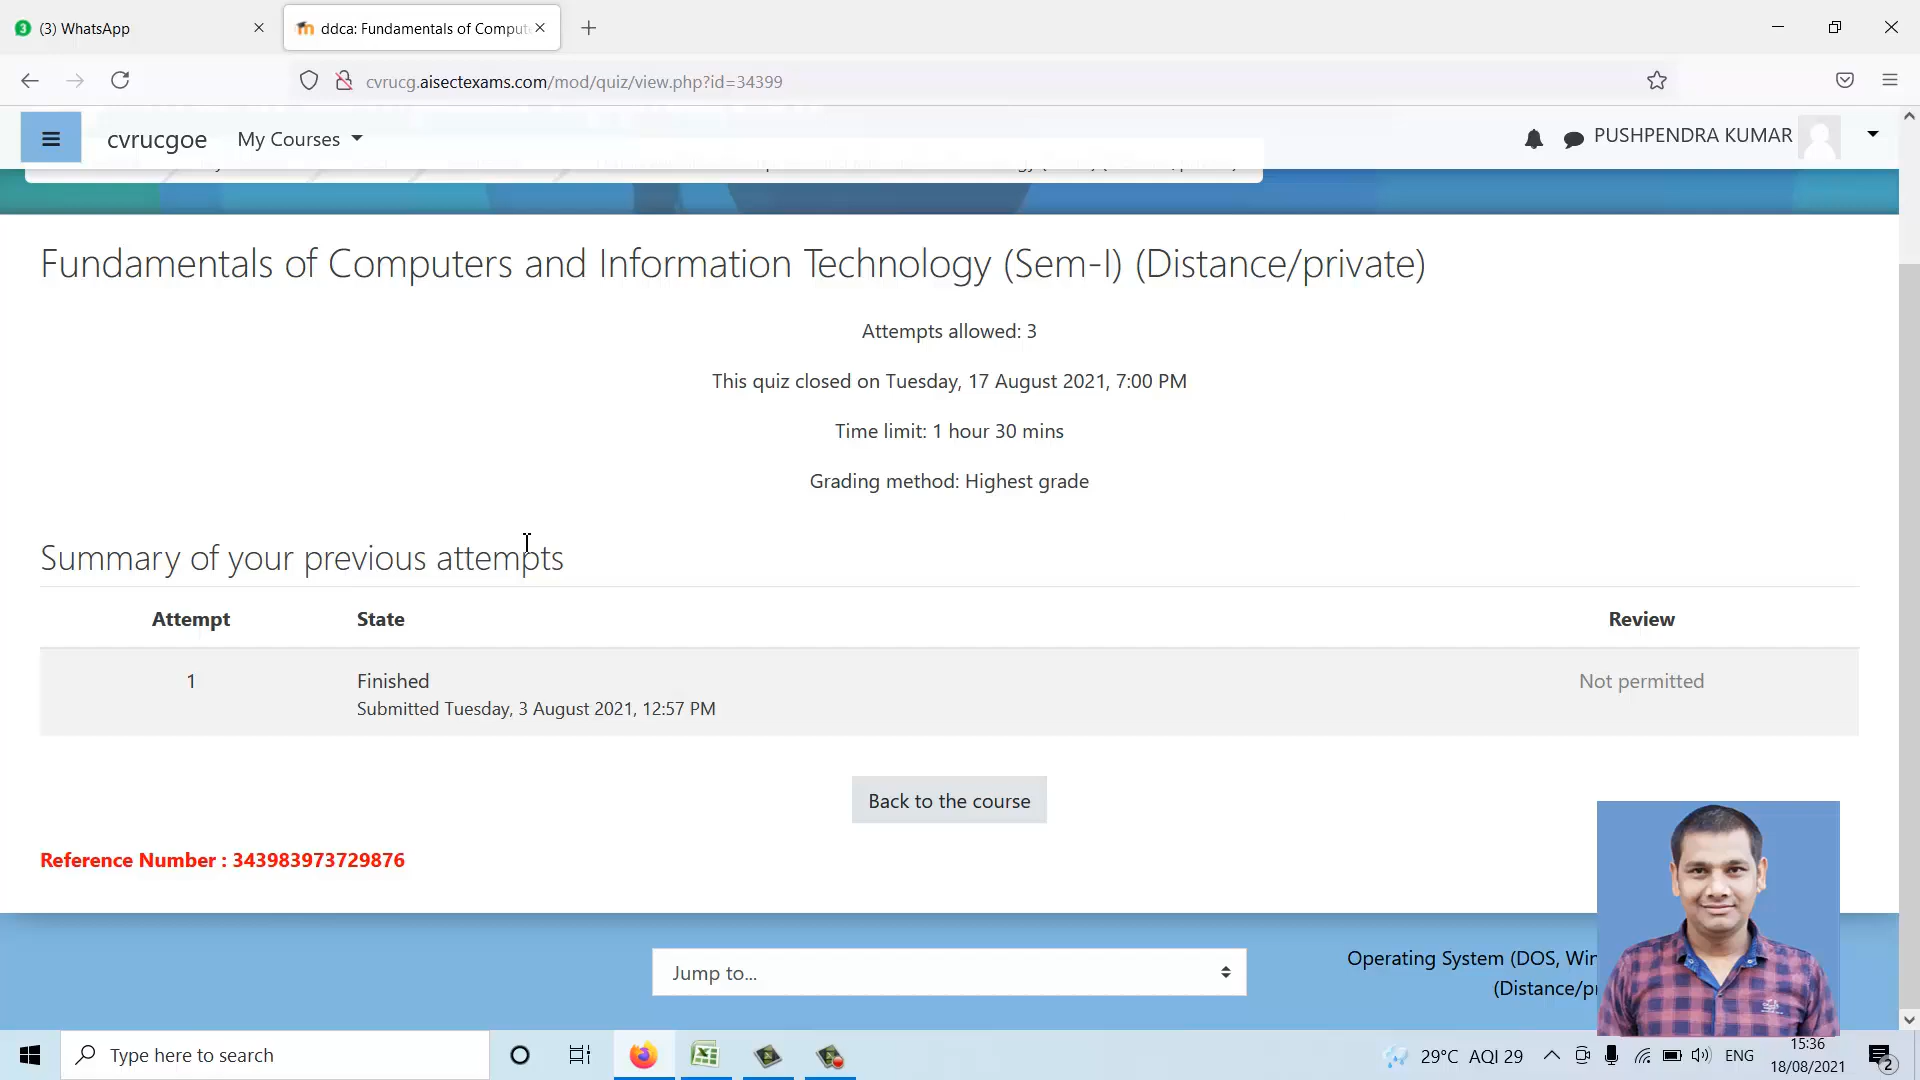 (3) WhatsApp
ddca: Fundamentals of Comput
cvrucg.aisectexams.com/mod/quiz/view.php?id=34399
cvrucgoe
My Courses
PUSHPENDRA KUMAR
Fundamentals of Computers and Information Technology (Sem-I) (Distance/private)
Attempts allowed: 3
This quiz closed on Tuesday, 17 August 2021, 7:00 PM
Time limit: 1 hour 30 mins
Grading method: Highest grade
Summary of your previous attempts
Attempt State Review
1 Finished Not permitted
Submitted Tuesday, 3 August 2021, 12:57 PM
Back to the course
Reference Number : 343983973729876
Jump to...
Operating System (DOS, Win
(Distance/pr
Type here to search
29°C AQI 29
ENG
15:36
18/08/2021
2